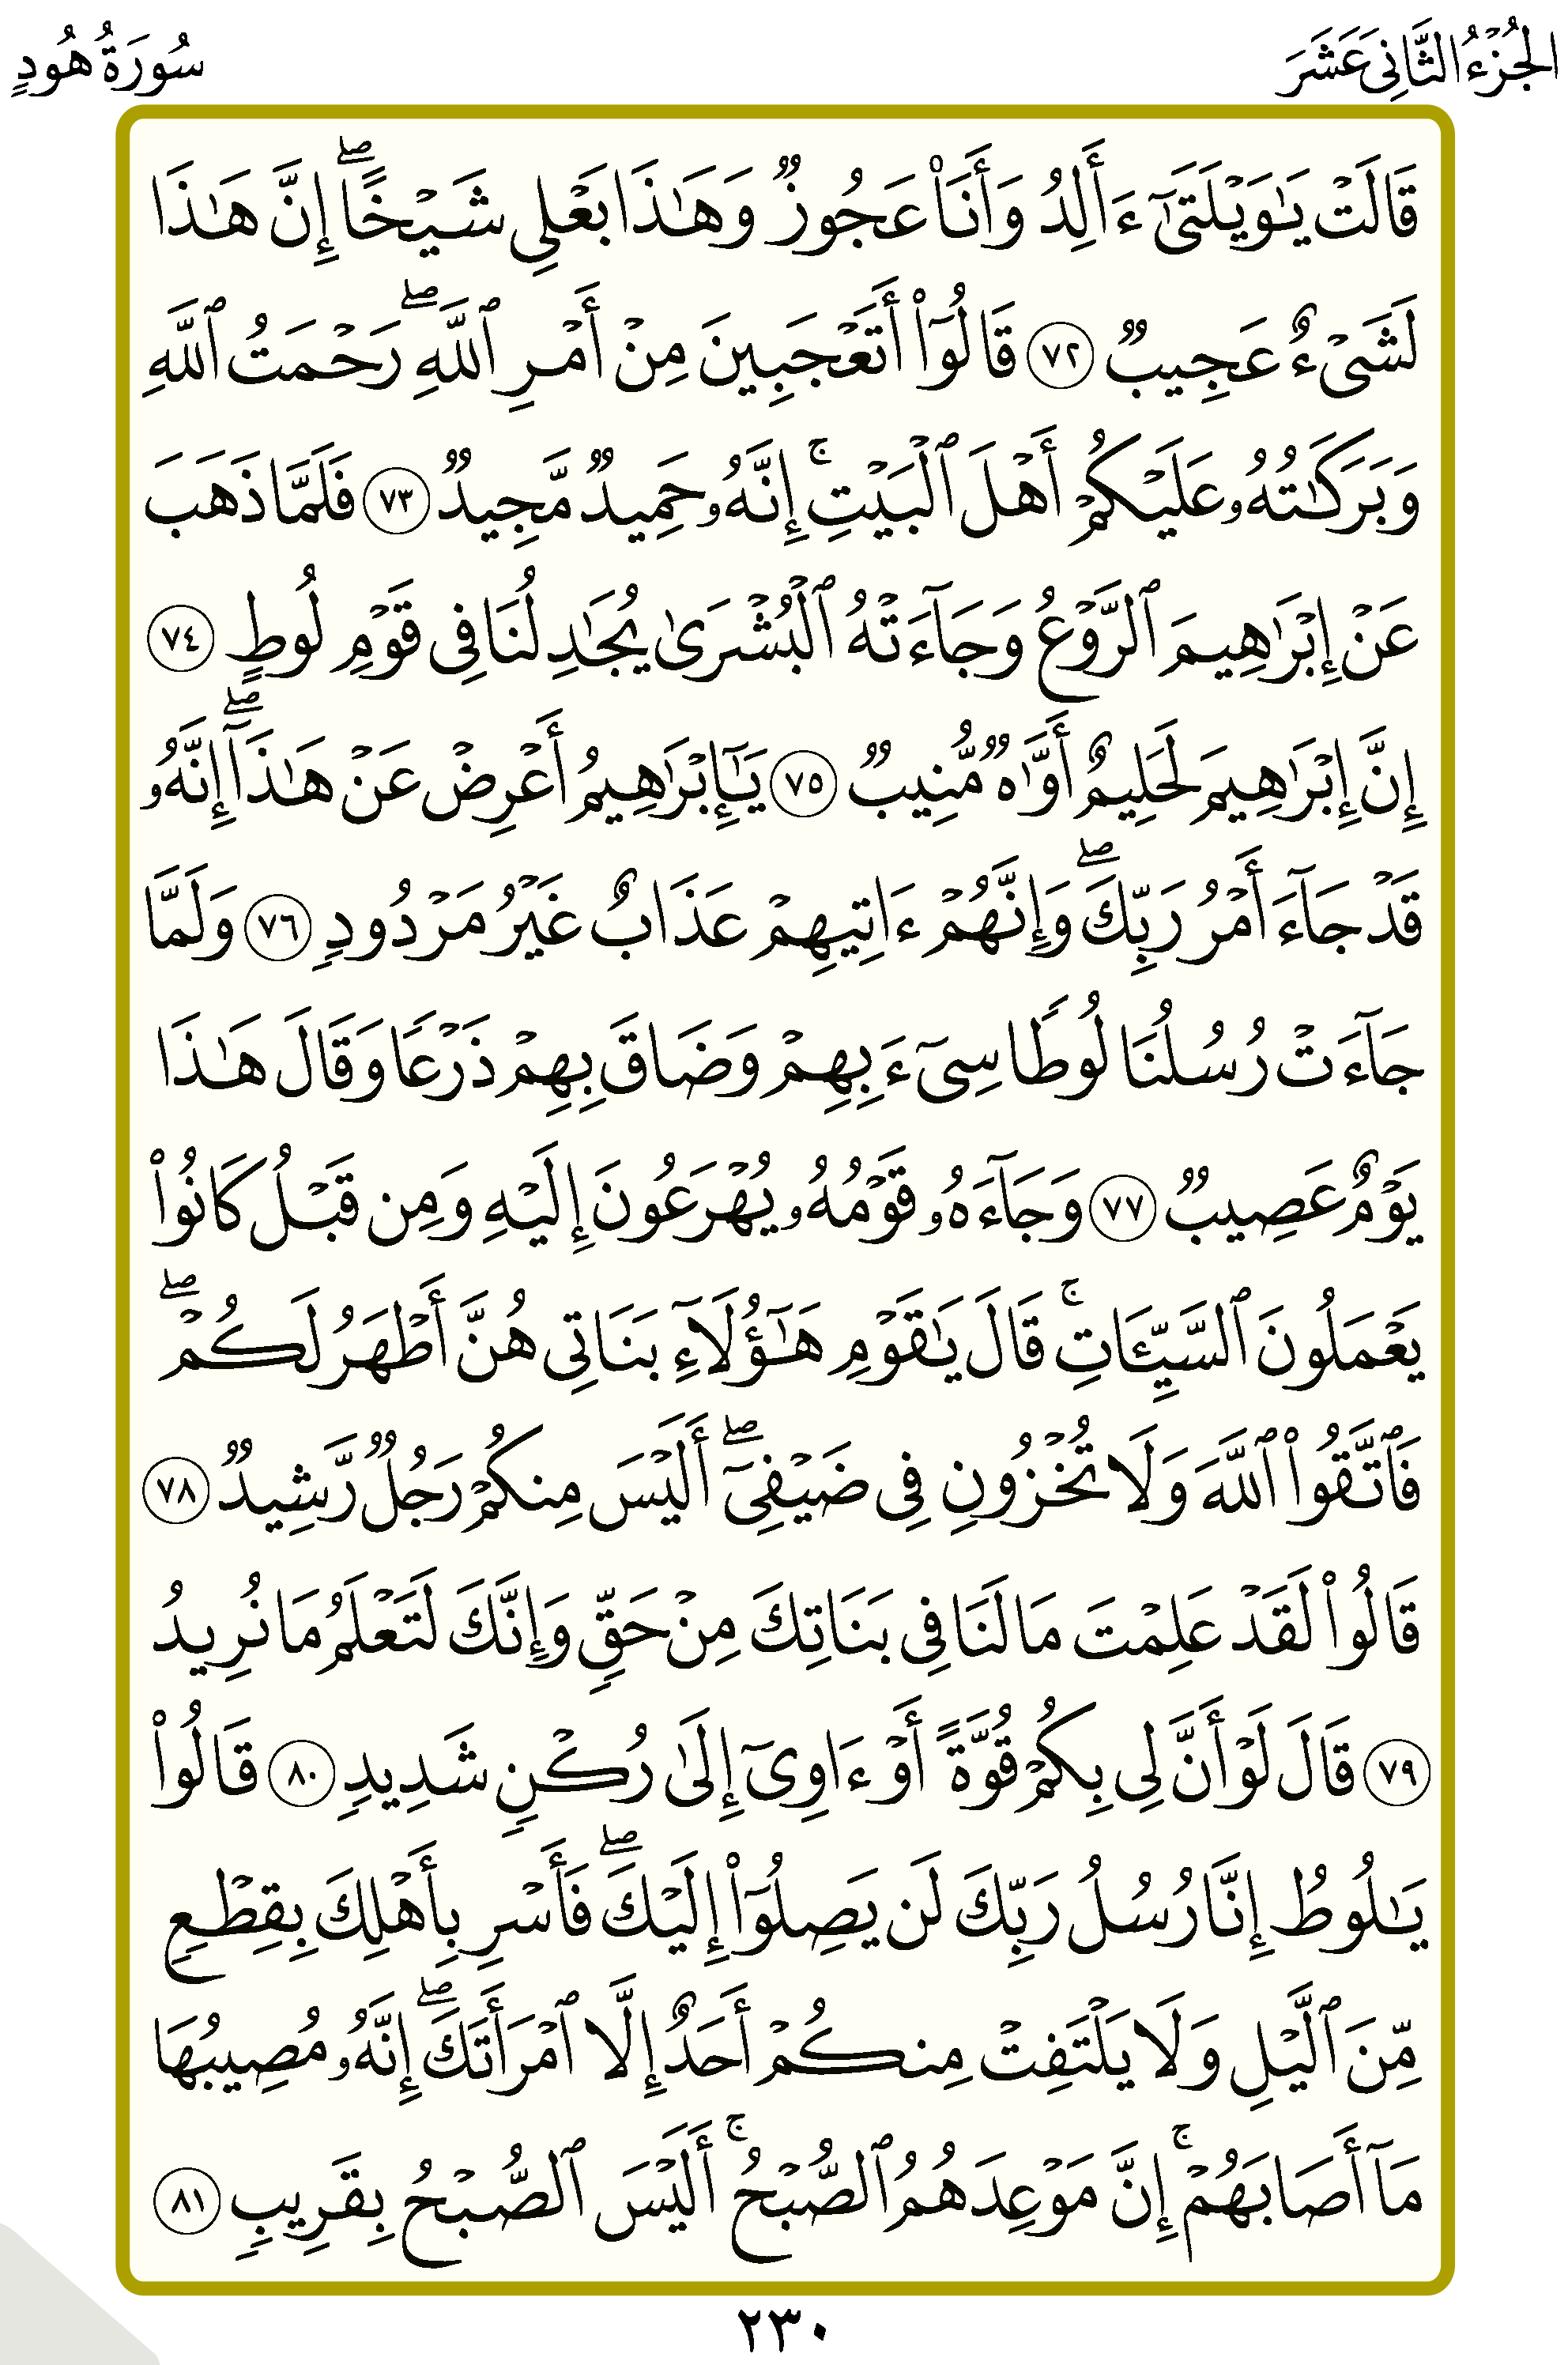 الجُزْءُ الثَّانِيَ عَشَرَ
سُورَةُ هُودٍ
قَالَتْ يَٰوَيْلَتَىٰٓ ءَأَلِدُ وَأَنَا۠ عَجُوزٌ وَهَٰذَا بَعْلِى شَيْخًا ۖ إِنَّ هَٰذَا
لَشَىْءٌ عَجِيبٌ ٧٢ قَالُوٓا۟ أَتَعْجَبِينَ مِنْ أَمْرِ ٱللَّهِ ۖ رَحْمَتُ ٱللَّهِ
وَبَرَكَٰتُهُۥ عَلَيْكُمْ أَهْلَ ٱلْبَيْتِ ۚ إِنَّهُۥ حَمِيدٌ مَّجِيدٌ ٧٣ فَلَمَّا ذَهَبَ
عَنْ إِبْرَٰهِيمَ ٱلرَّوْعُ وَجَآءَتْهُ ٱلْبُشْرَىٰ يُجَٰدِلُنَا فِى قَوْمِ لُوطٍ ٧٤
إِنَّ إِبْرَٰهِيمَ لَحَلِيمٌ أَوَّٰهٌ مُّنِيبٌ ٧٥ يَٰٓإِبْرَٰهِيمُ أَعْرِضْ عَنْ هَٰذَآ ۖ إِنَّهُۥ
قَدْ جَآءَ أَمْرُ رَبِّكَ ۖ وَإِنَّهُمْ ءَاتِيهِمْ عَذَابٌ غَيْرُ مَرْدُودٍ ٧٦ وَلَمَّا
جَآءَتْ رُسُلُنَا لُوطًا سِىٓءَ بِهِمْ وَضَاقَ بِهِمْ ذَرْعًا وَقَالَ هَٰذَا
يَوْمٌ عَصِيبٌ ٧٧ وَجَآءَهُۥ قَوْمُهُۥ يُهْرَعُونَ إِلَيْهِ وَمِن قَبْلُ كَانُوا۟
يَعْمَلُونَ ٱلسَّيِّـَٔاتِ ۚ قَالَ يَٰقَوْمِ هَٰٓؤُلَآءِ بَنَاتِى هُنَّ أَطْهَرُ لَكُمْ ۖ
فَٱتَّقُوا۟ ٱللَّهَ وَلَا تُخْزُونِ فِى ضَيْفِىٓ ۖ أَلَيْسَ مِنكُمْ رَجُلٌ رَّشِيدٌ ٧٨
قَالُوا۟ لَقَدْ عَلِمْتَ مَا لَنَا فِى بَنَاتِكَ مِنْ حَقٍّ وَإِنَّكَ لَتَعْلَمُ مَا نُرِيدُ
٧٩ قَالَ لَوْ أَنَّ لِى بِكُمْ قُوَّةً أَوْ ءَاوِىٓ إِلَىٰ رُكْنٍ شَدِيدٍ ٨٠ قَالُوا۟
يَٰلُوطُ إِنَّا رُسُلُ رَبِّكَ لَن يَصِلُوٓا۟ إِلَيْكَ ۖ فَأَسْرِ بِأَهْلِكَ بِقِطْعٍ
مِّنَ ٱلَّيْلِ وَلَا يَلْتَفِتْ مِنكُمْ أَحَدٌ إِلَّا ٱمْرَأَتَكَ ۖ إِنَّهُۥ مُصِيبُهَا
مَآ أَصَابَهُمْ ۚ إِنَّ مَوْعِدَهُمُ ٱلصُّبْحُ ۚ أَلَيْسَ ٱلصُّبْحُ بِقَرِيبٍ ٨١
٢٣٠